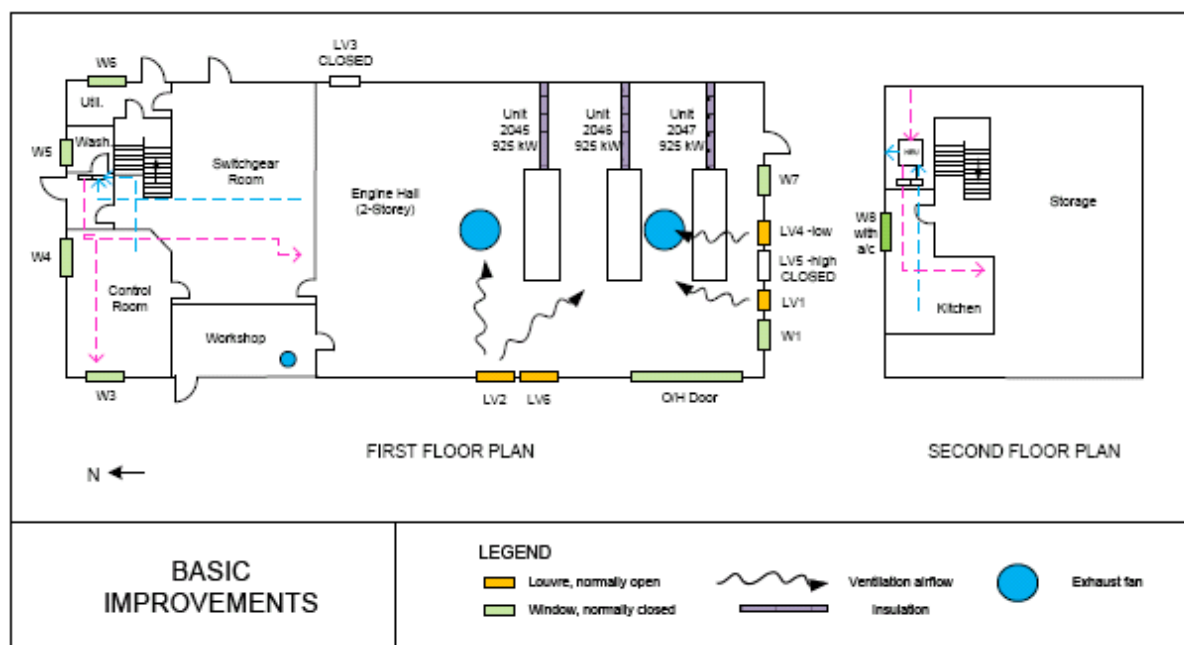 W6
LV3
CLOSED
Util.
Wash.
W5
Switchgear
Room
Engine Hall
(2-Storey)
Unit
2045
925 kW
Unit
2046
925 kW
Unit
2047
925 kW
W7
LV4 -low
LV5 -high
CLOSED
LV1
W1
W4
Control
Room
Workshop
W3
LV2
LV6
O/H Door
HRU
Storage
W8
with
a/c
Kitchen
FIRST FLOOR PLAN
SECOND FLOOR PLAN
N
BASIC
IMPROVEMENTS
LEGEND
Louvre, normally open
Ventilation airflow
Exhaust fan
Window, normally closed
Insulation